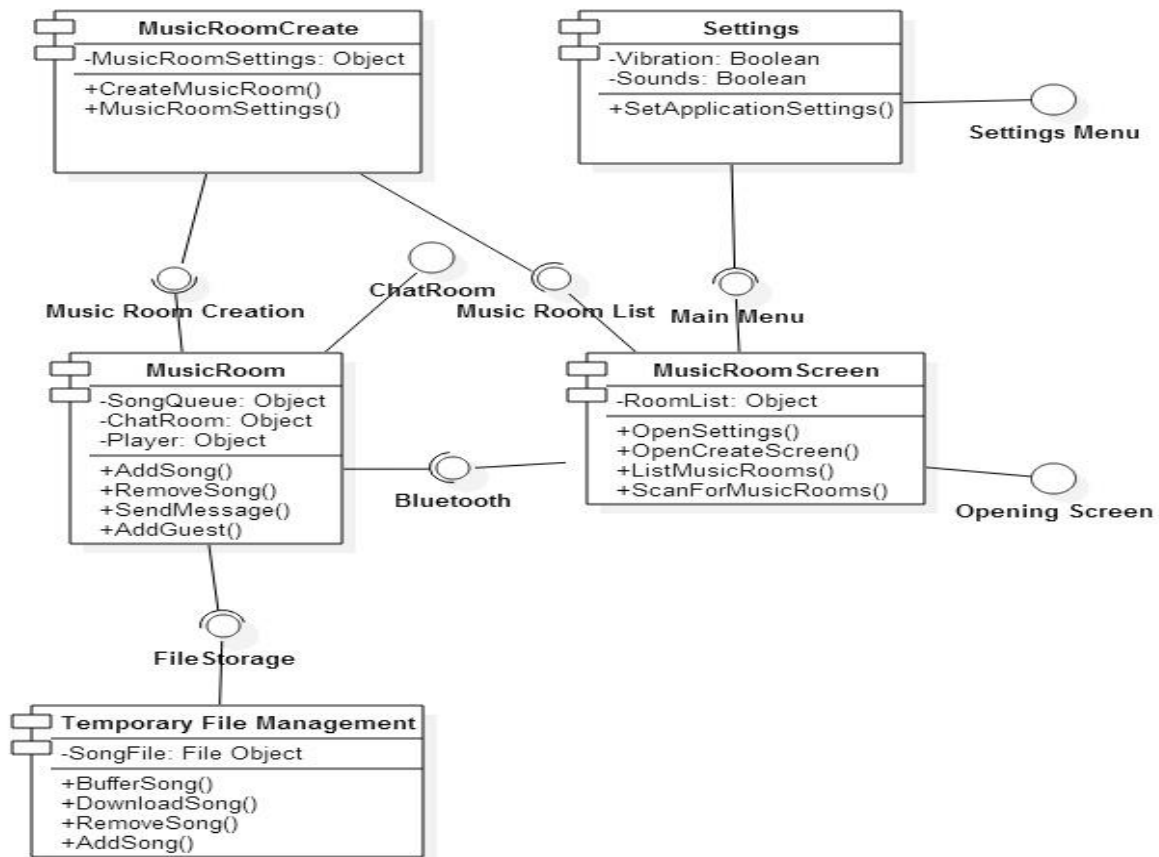 MusicRoomCreate
-MusicRoomSettings: Object
+CreateMusicRoom()
+MusicRoomSettings()
Settings
-Vibration: Boolean
-Sounds: Boolean
+SetApplicationSettings()
Settings Menu
Music Room Creation
ChatRoom
Music Room List
Main Menu
MusicRoom
-SongQueue: Object
-ChatRoom: Object
-Player: Object
+AddSong()
+RemoveSong()
+SendMessage()
+AddGuest()
Bluetooth
MusicRoomScreen
-RoomList: Object
+OpenSettings()
+OpenCreateScreen()
+ListMusicRooms()
+ScanForMusicRooms()
Opening Screen
FileStorage
Temporary File Management
-SongFile: File Object
+BufferSong()
+DownloadSong()
+RemoveSong()
+AddSong()